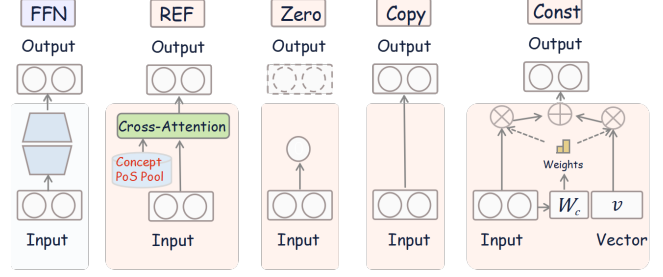 FFN REF Zero Copy Const
Output Output Output Output Output
Cross-Attention
Concept
PoS Pool
Weights
W_c v
Input Input Input Input Input Vector